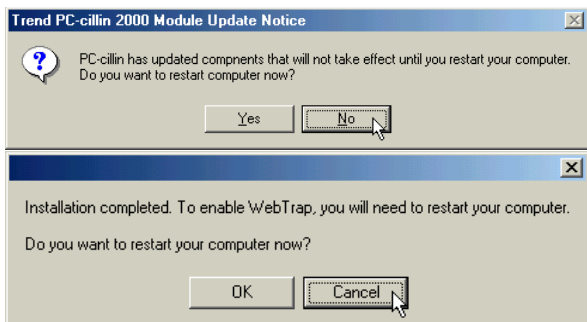 Trend PC-cillin 2000 Module Update Notice
PC-cillin has updated compnents that will not take effect until you restart your computer.
Do you want to restart computer now?
Yes No
Installation completed. To enable WebTrap, you will need to restart your computer.
Do you want to restart your computer now?
OK Cancel